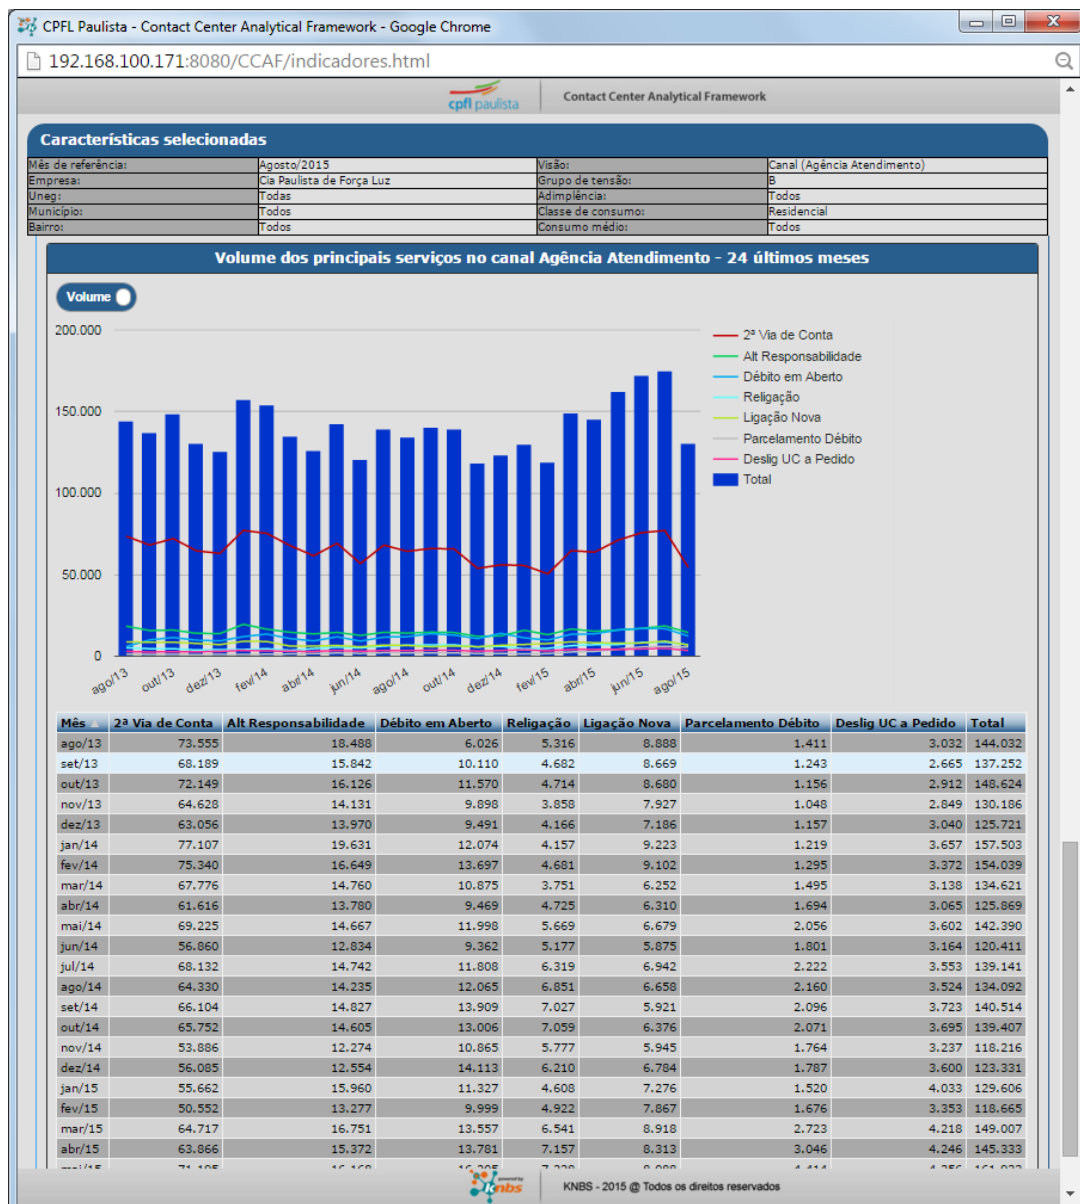 CPFL Paulista - Contact Center Analytical Framework - Google Chrome
192.168.100.171:8080/CCAF/indicadores.html
cpfl paulista Contact Center Analytical Framework
Características selecionadas
Mês de referência: Agosto/2015 Visão: Canal (Agência Atendimento)
Empresa: Cia Paulista de Força Luz Grupo de tensão: B
Uneg: Todas Adimplência: Todos
Município: Todos Classe de consumo: Residencial
Bairro: Todos Consumo médio: Todos
Volume dos principais serviços no canal Agência Atendimento - 24 últimos meses
Volume
200.000
150.000
100.000
50.000
0
ago/13 out/13 dez/13 fev/14 abr/14 jun/14 ago/14 out/14 dez/14 fev/15 abr/15 jun/15 ago/15
2ª Via de Conta
Alt Responsabilidade
Débito em Aberto
Religação
Ligação Nova
Parcelamento Débito
Deslig UC a Pedido
Total
Mês 2ª Via de Conta Alt Responsabilidade Débito em Aberto Religação Ligação Nova Parcelamento Débito Deslig UC a Pedido Total
ago/13 73.555 18.488 6.026 5.316 8.888 1.411 3.032 144.032
set/13 68.189 15.842 10.110 4.682 8.669 1.243 2.665 137.252
out/13 72.149 16.126 11.570 4.714 8.680 1.156 2.912 148.624
nov/13 64.628 14.131 9.898 3.858 7.927 1.048 2.849 130.186
dez/13 63.056 13.970 9.491 4.166 7.186 1.157 3.040 125.721
jan/14 77.107 19.631 12.074 4.157 9.223 1.219 3.657 157.503
fev/14 75.340 16.649 13.697 4.681 9.102 1.295 3.372 154.039
mar/14 67.776 14.760 10.875 3.751 6.252 1.495 3.138 134.621
abr/14 61.616 13.780 9.469 4.725 6.310 1.694 3.065 125.869
mai/14 69.225 14.667 11.998 5.669 6.679 2.056 3.602 142.390
jun/14 56.860 12.834 9.362 5.177 5.875 1.801 3.164 120.411
jul/14 68.132 14.742 11.808 6.319 6.942 2.222 3.553 139.141
ago/14 64.330 14.235 12.065 6.851 6.658 2.160 3.524 134.092
set/14 66.104 14.827 13.909 7.027 5.921 2.096 3.723 140.514
out/14 65.752 14.605 13.006 7.059 6.376 2.071 3.695 139.407
nov/14 53.886 12.274 10.865 5.777 5.945 1.764 3.237 118.216
dez/14 56.085 12.554 14.113 6.210 6.784 1.787 3.600 123.331
jan/15 55.662 15.960 11.327 4.608 7.276 1.520 4.033 129.606
fev/15 50.552 13.277 9.999 4.922 7.867 1.676 3.353 118.665
mar/15 64.717 16.751 13.557 6.541 8.918 2.723 4.218 149.007
abr/15 63.866 15.372 13.781 7.157 8.313 3.046 4.246 145.333
powered by
Knbs KNBS - 2015 @ Todos os direitos reservados